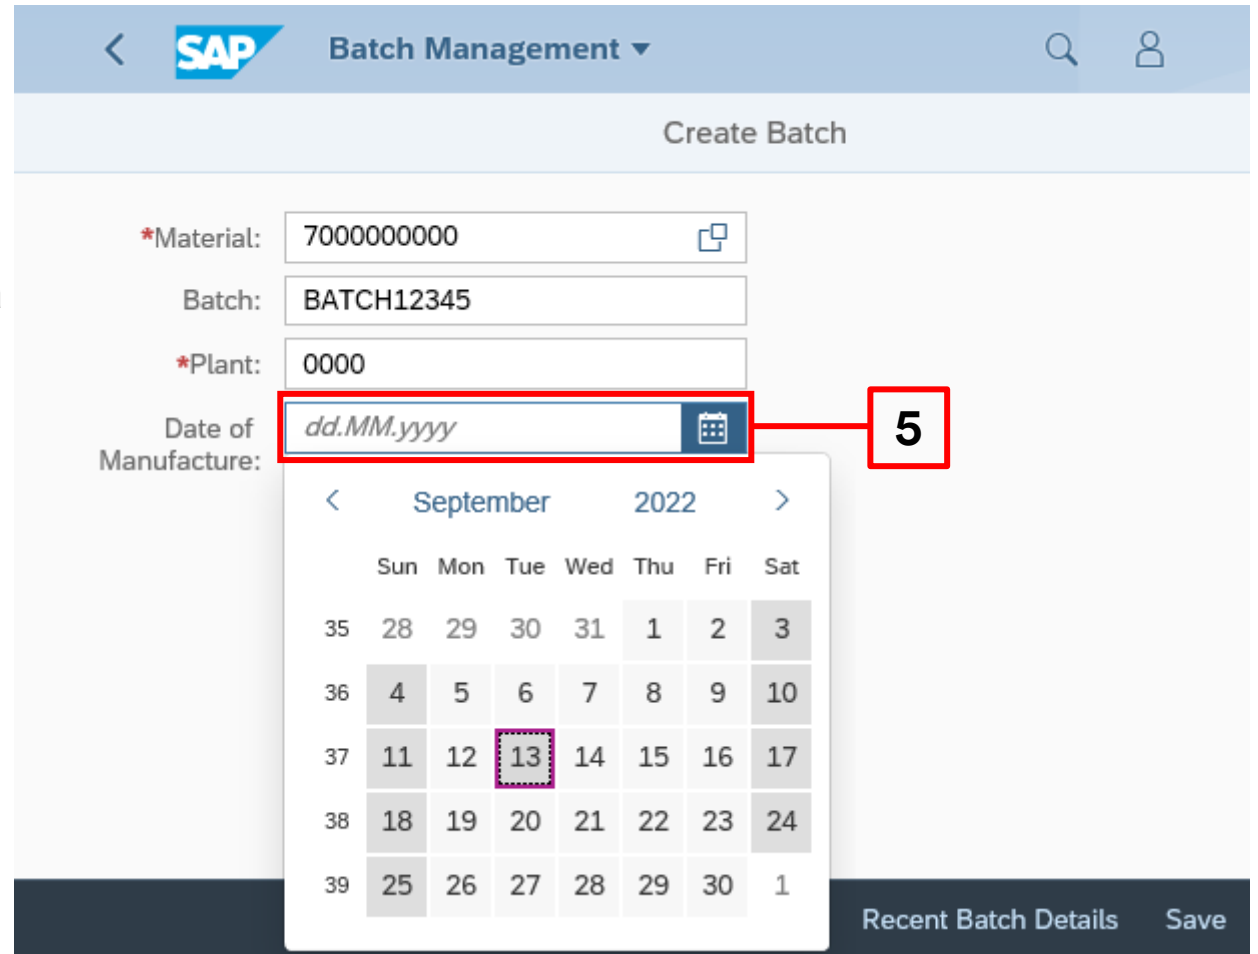 SAP Batch Management
Create Batch
*Material: 7000000000
Batch: BATCH12345
*Plant: 0000
Date of Manufacture: dd.MM.yyyy
5
September 2022
Sun Mon Tue Wed Thu Fri Sat
35 28 29 30 31 1 2 3
36 4 5 6 7 8 9 10
37 11 12 13 14 15 16 17
38 18 19 20 21 22 23 24
39 25 26 27 28 29 30 1
Recent Batch Details Save